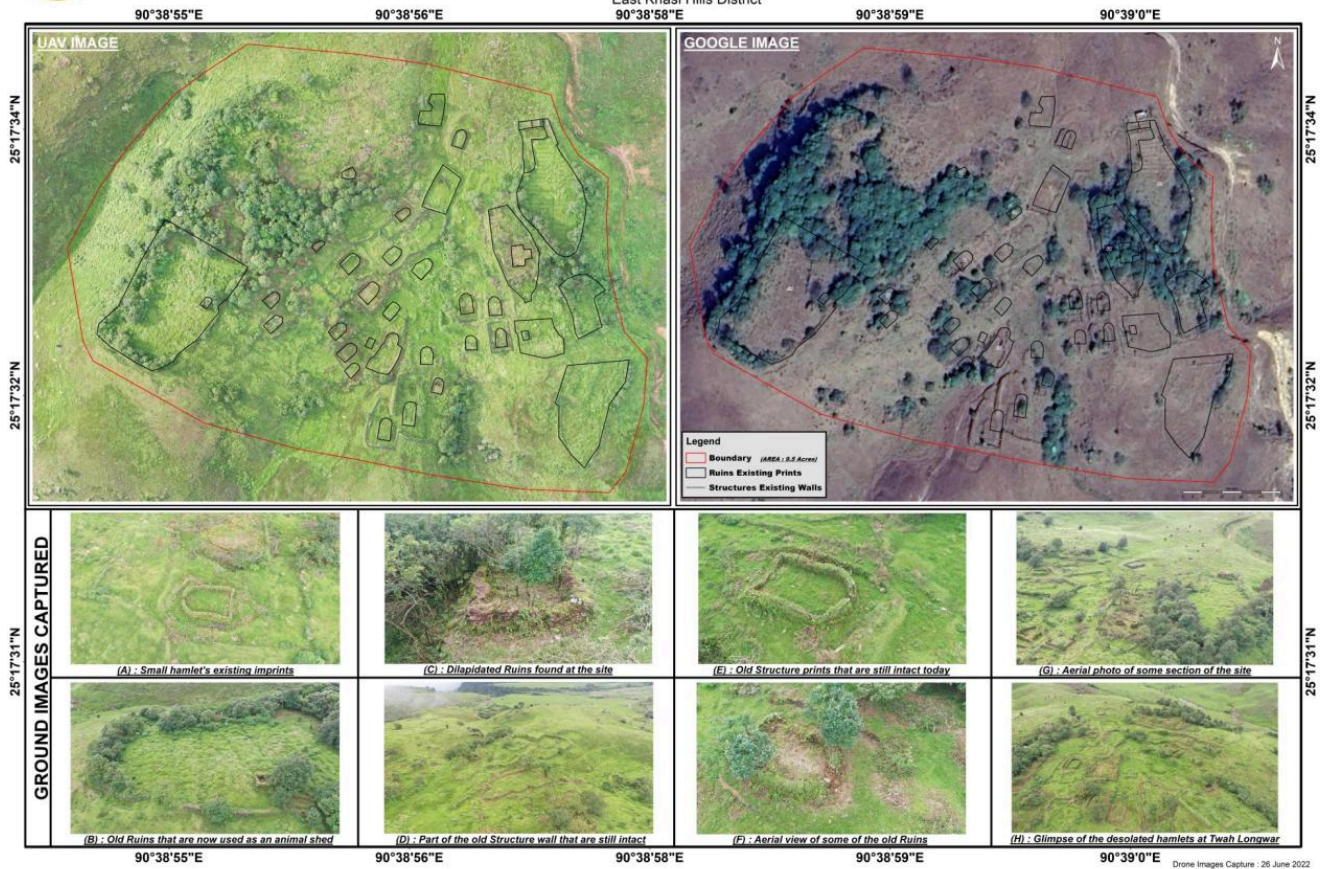 East Khasi Hills District
90°38'55"E 90°38'56"E 90°38'58"E 90°38'59"E 90°39'0"E
UAV IMAGE
GOOGLE IMAGE
N
25°17'34"N
25°17'34"N
25°17'32"N
25°17'32"N
Legend
Boundary (AREA : 9.5 Acres)
Ruins Existing Prints
Structures Existing Walls
GROUND IMAGES CAPTURED
25°17'31"N
25°17'31"N
(A) : Small hamlet's existing imprints
(C) : Dilapidated Ruins found at the site
(E) : Old Structure prints that are still intact today
(G) : Aerial photo of some section of the site
(B) : Old Ruins that are now used as an animal shed
(D) : Part of the old Structure wall that are still intact
(F) : Aerial view of some of the old Ruins
(H) : Glimpse of the desolated hamlets at Twah Longwar
90°38'55"E 90°38'56"E 90°38'58"E 90°38'59"E 90°39'0"E
Drone Images Capture : 26 June 2022